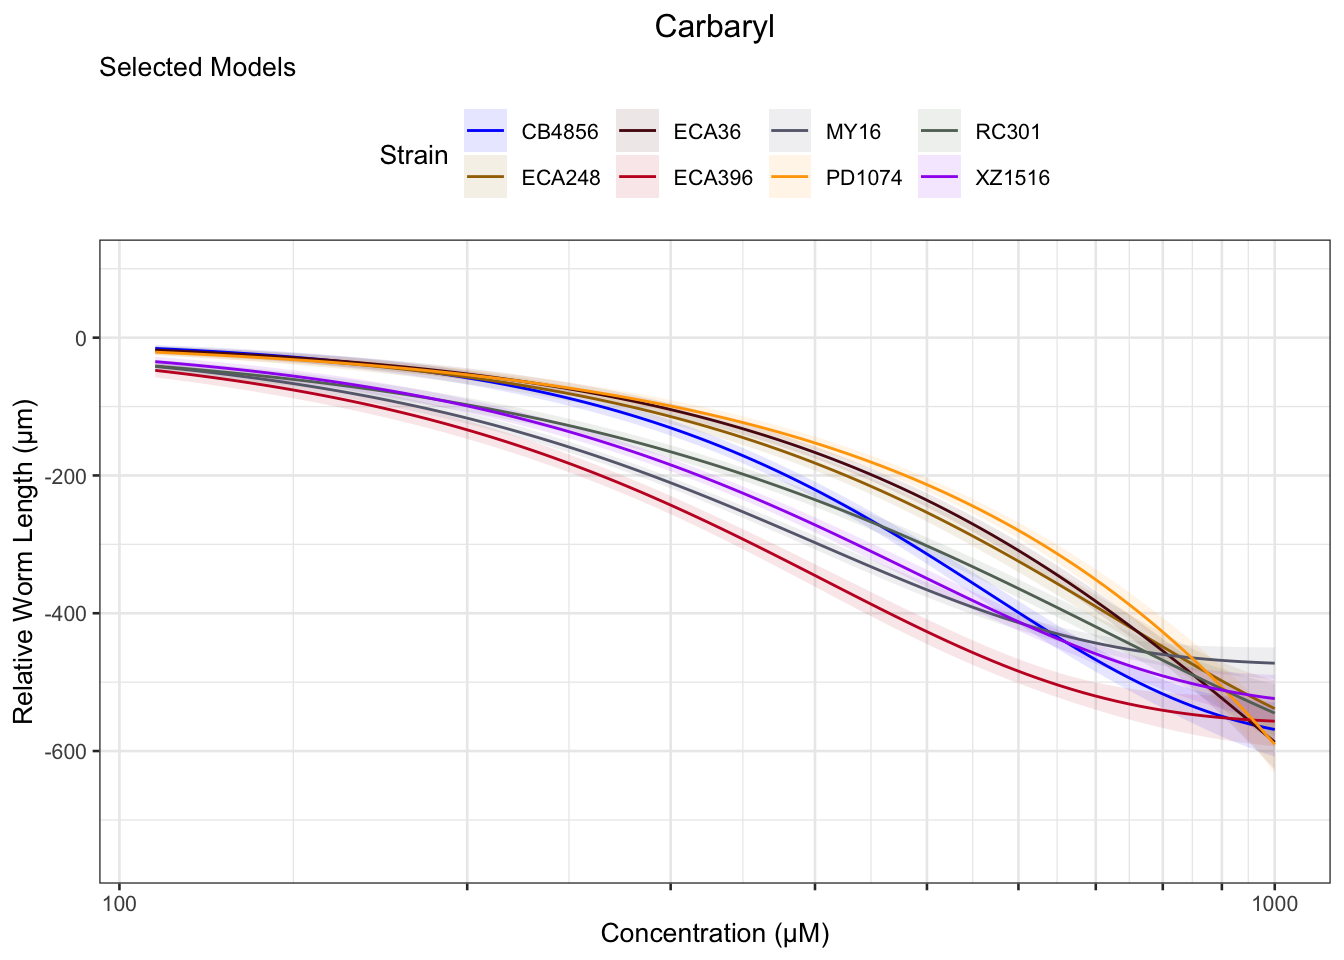 Carbaryl
Selected Models
Strain
CB4856 ECA36 MY16 RC301
ECA248 ECA396 PD1074 XZ1516
Relative Worm Length (µm)
0
-200
-400
-600
100 1000
Concentration (µM)